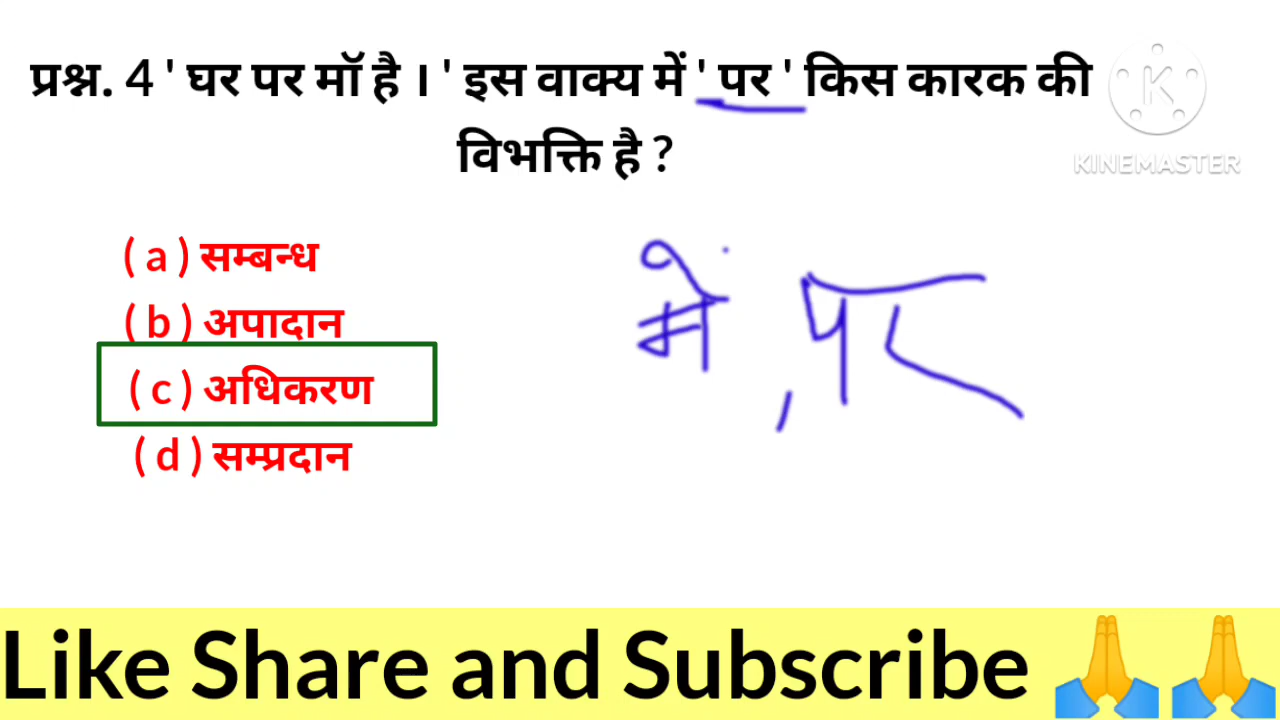 प्रश्न. 4 ' घर पर मॉ है । ' इस वाक्य में ' पर ' किस कारक की
विभक्ति है ?
KINEMASTER
( a ) सम्बन्ध
( b ) अपादान
( c ) अधिकरण
( d ) सम्प्रदान
में , पर
Like Share and Subscribe 🙏 🙏